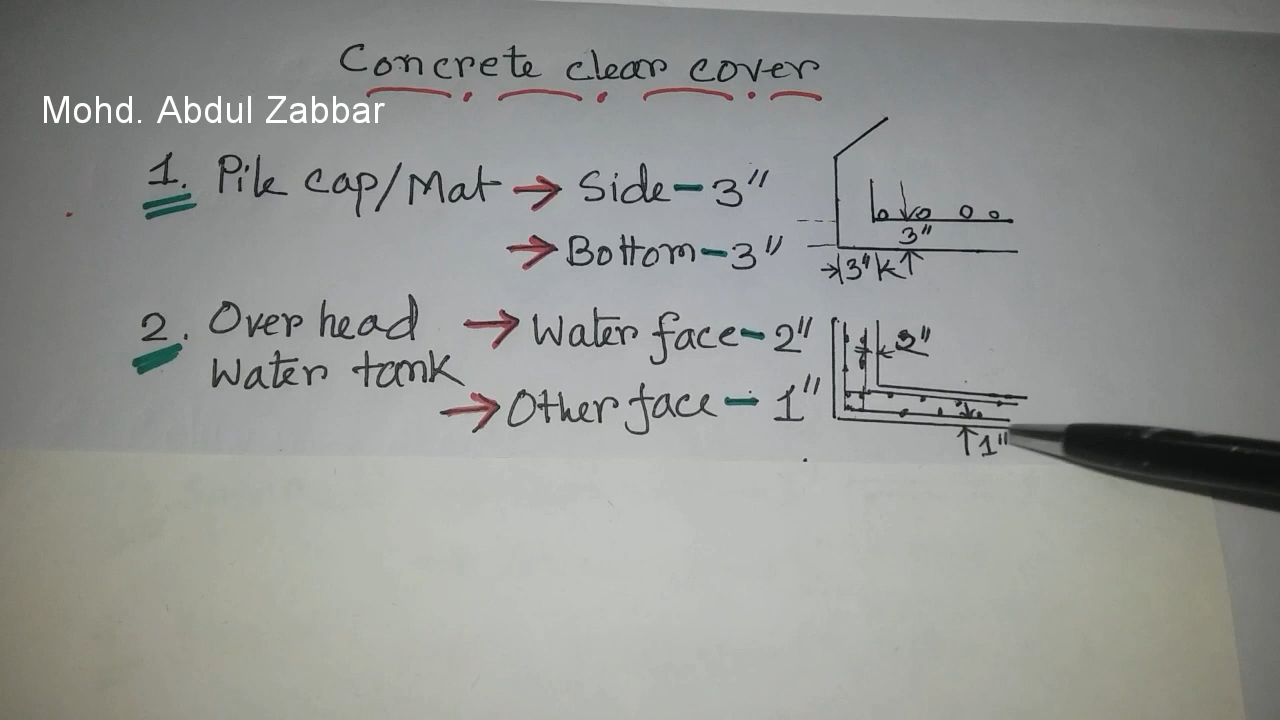 Concrete clear cover
Mohd. Abdul Zabbar
1. Pile cap/Mat → Side - 3"
→ Bottom - 3"
3"
3"
2. Over head → Water face - 2"
Water tank
2"
→ Other face - 1"
1"